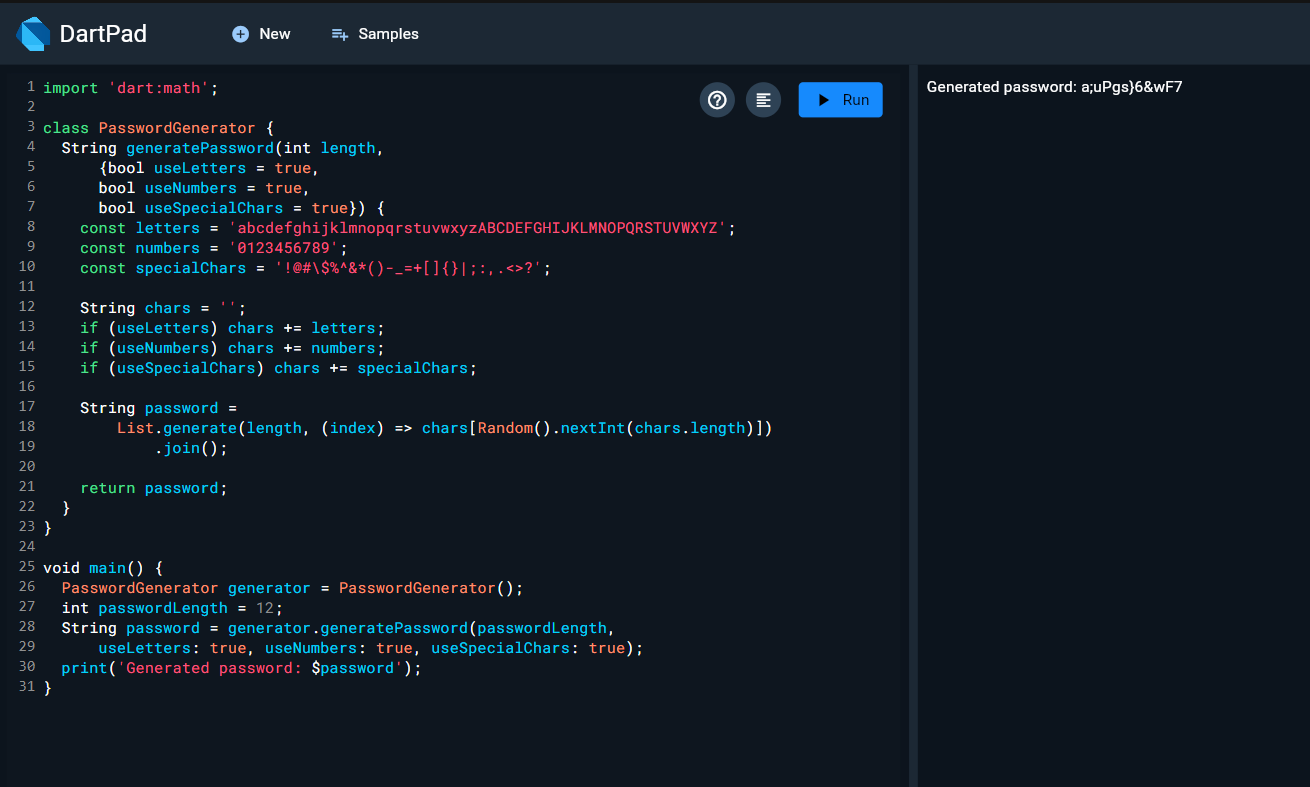 DartPad
New
Samples
1 import 'dart:math';
2
3 class PasswordGenerator {
4   String generatePassword(int length,
5       {bool useLetters = true,
6       bool useNumbers = true,
7       bool useSpecialChars = true}) {
8     const letters = 'abcdefghijklmnopqrstuvwxyzABCDEFGHIJKLMNOPQRSTUVWXYZ';
9     const numbers = '0123456789';
10     const specialChars = '!@#\$%^&*()-_=+[]{}|;:,.<>?';
11
12     String chars = '';
13     if (useLetters) chars += letters;
14     if (useNumbers) chars += numbers;
15     if (useSpecialChars) chars += specialChars;
16
17     String password =
18         List.generate(length, (index) => chars[Random().nextInt(chars.length)])
19             .join();
20
21     return password;
22   }
23 }
24
25 void main() {
26   PasswordGenerator generator = PasswordGenerator();
27   int passwordLength = 12;
28   String password = generator.generatePassword(passwordLength,
29       useLetters: true, useNumbers: true, useSpecialChars: true);
30   print('Generated password: $password');
31 }
Run
Generated password: a;uPgs}6&wF7